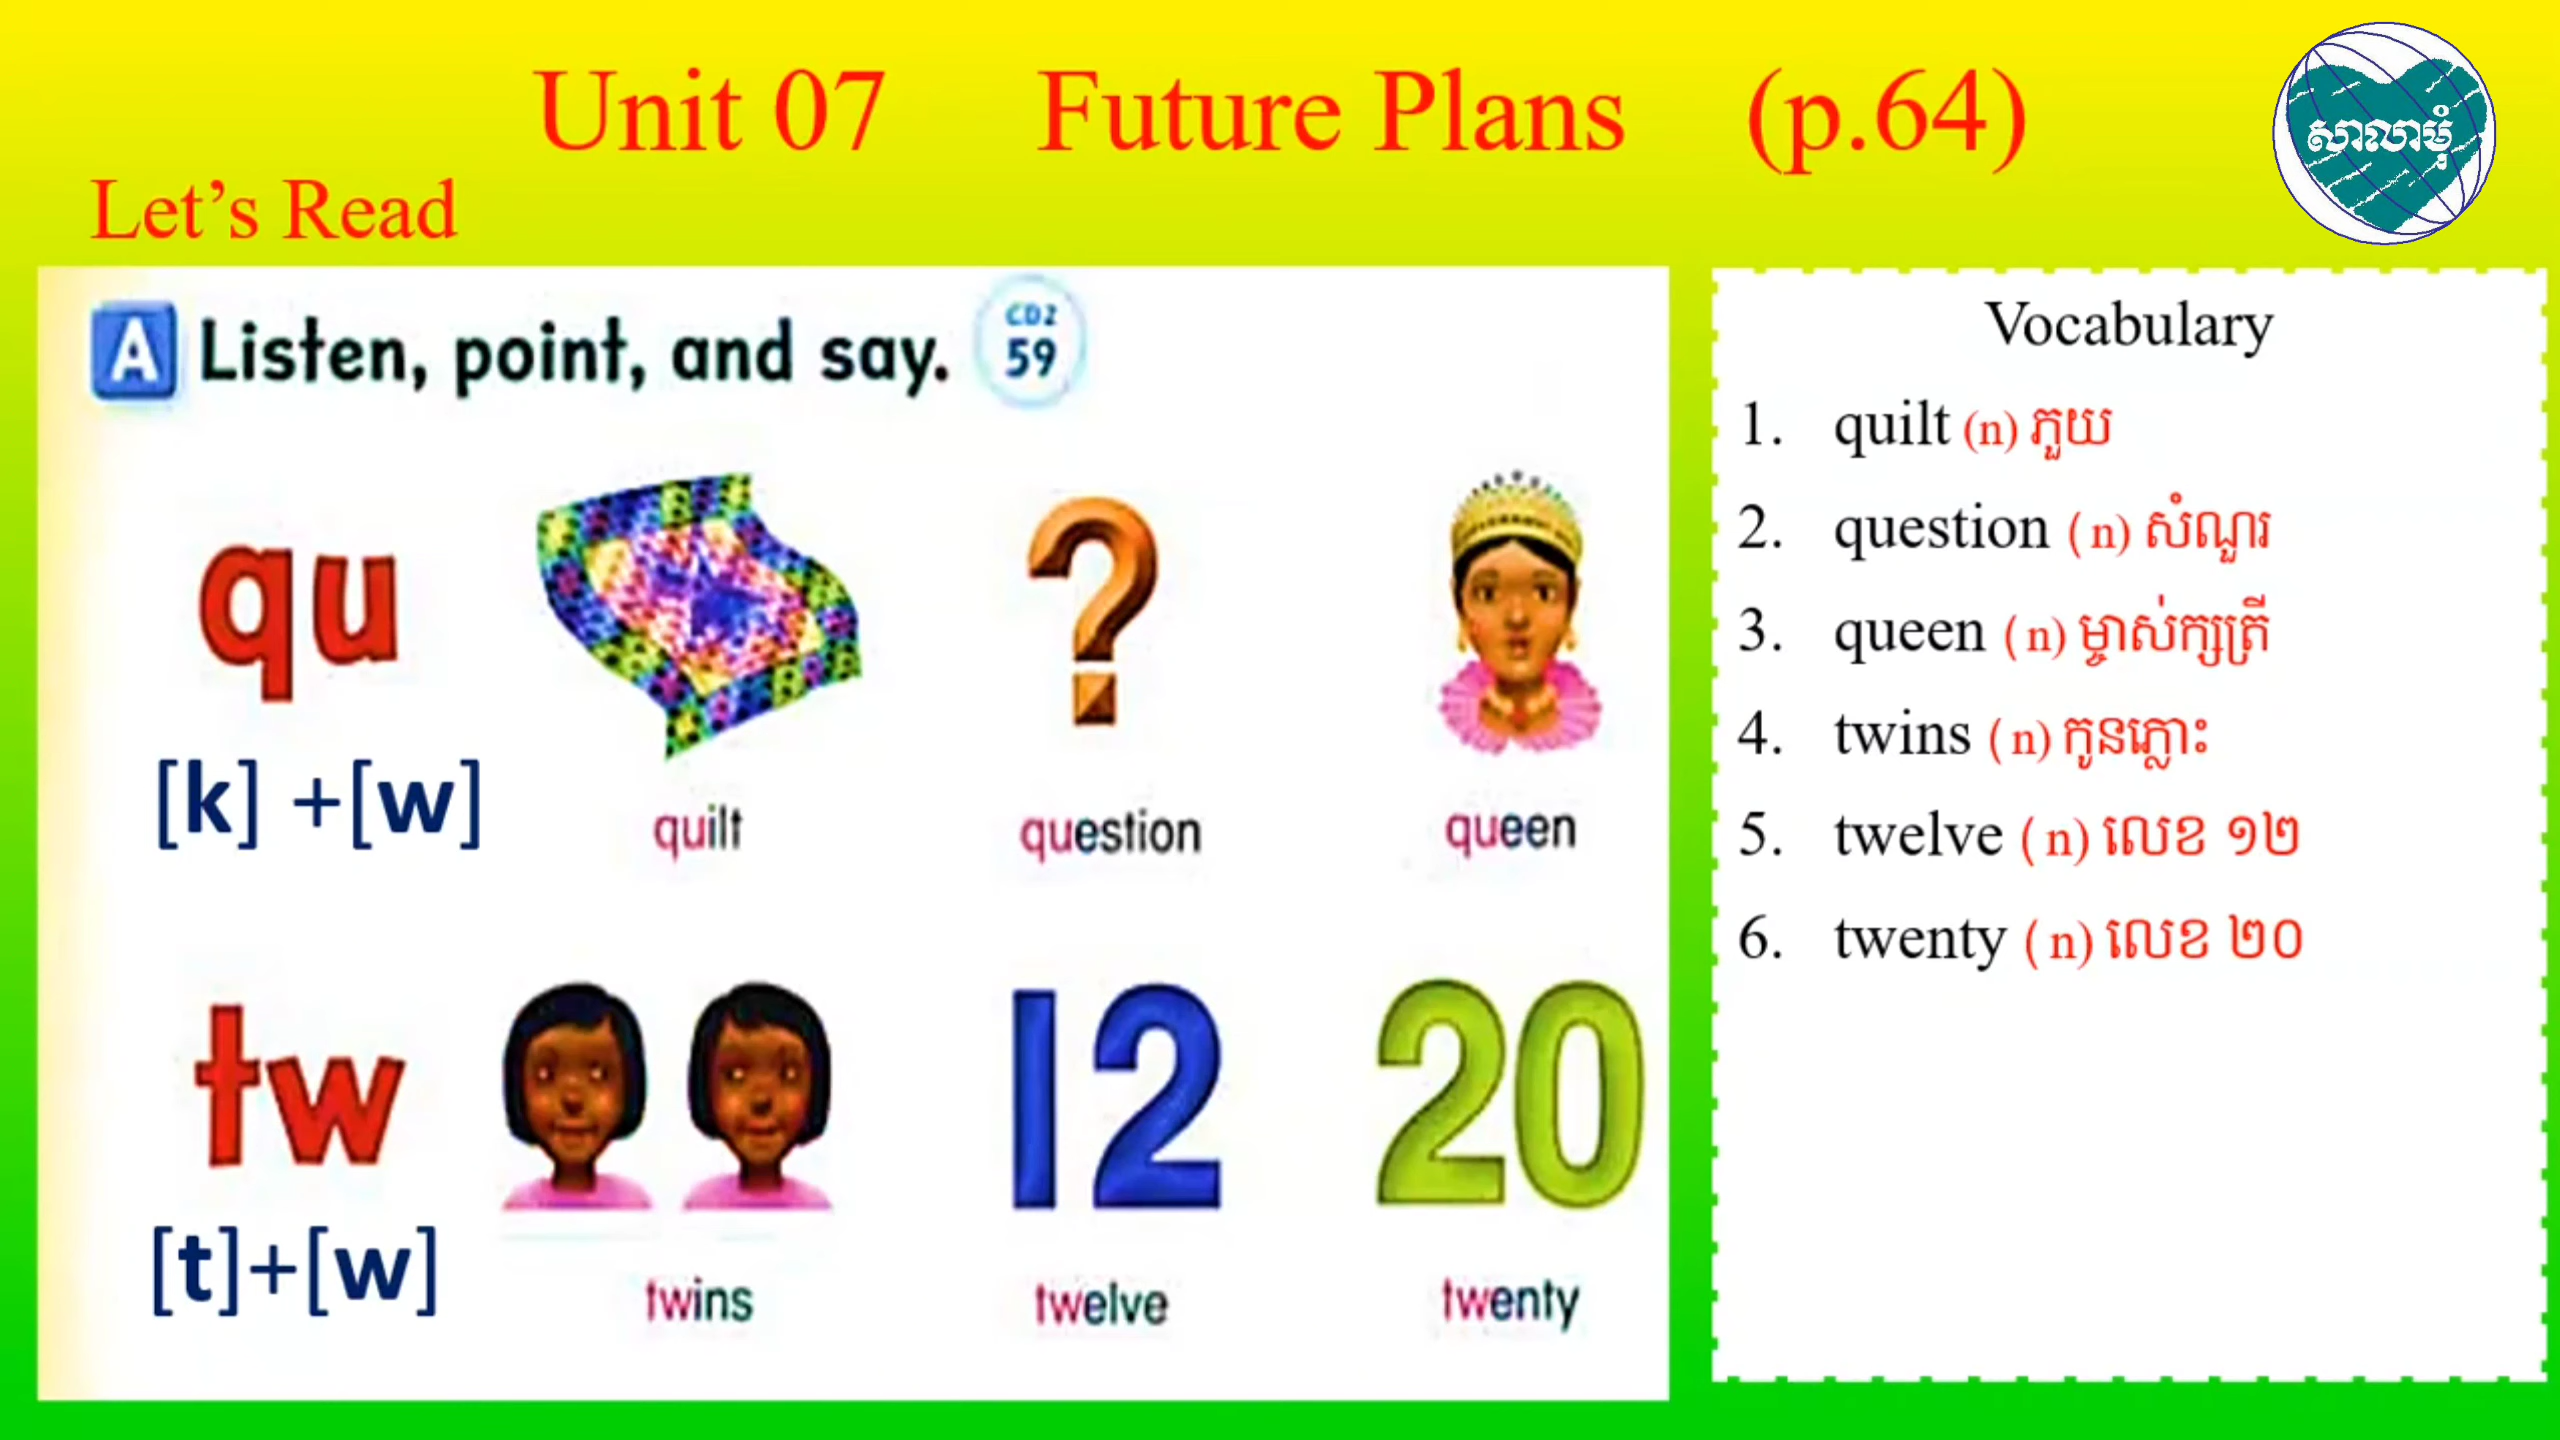 Unit 07 Future Plans (p.64)
សាលាមុំ
Let's Read
A Listen, point, and say. CD2 59
qu
[k] +[w]
quilt question queen
tw
12 20
[t]+[w]
twins twelve twenty
Vocabulary
1. quilt (n) ភួយ
2. question ( n) សំណួរ
3. queen ( n) ម្ចាស់ក្សត្រី
4. twins ( n) កូនភ្លោះ
5. twelve ( n) លេខ ១២
6. twenty ( n) លេខ ២០